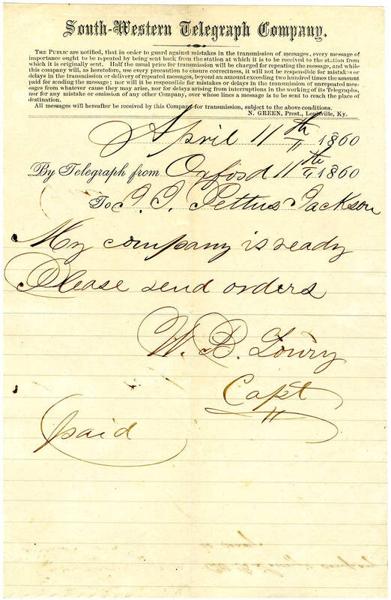 South-Western Telegraph Company.
THE PUBLIC are notified, that in order to guard against mistakes in the transmission of messages, every message of
importance ought to be repeated by being sent back from the station at which it is to be received to the station from
which it is originally sent. Half the usual price for transmission will be charged for repeating the message, and while
this company will, as heretofore, use every precaution to ensure correctness, it will not be responsible for mistakes or
delays in the transmission or delivery of repeated messages, beyond an amount exceeding two hundred times the amount
paid for sending the message; nor will it be responsible for mistakes or delays in the transmission of unrepeated mes-
sages from whatever cause they may arise, nor for delays arising from interruptions in the working of its Telegraphs,
nor for any mistake or omission of any other Company, over whose lines a message is to be sent to reach the place of
destination.
All messages will hereafter be received by this Company for transmission, subject to the above conditions.
N. GREEN, Prest., Louisville, Ky.
April 11th 1860
By Telegraph from Oxford 11th 1860
To J. J. Pettus Jackson
My company is ready
Please send orders
W. B. Lowry
Capt
paid